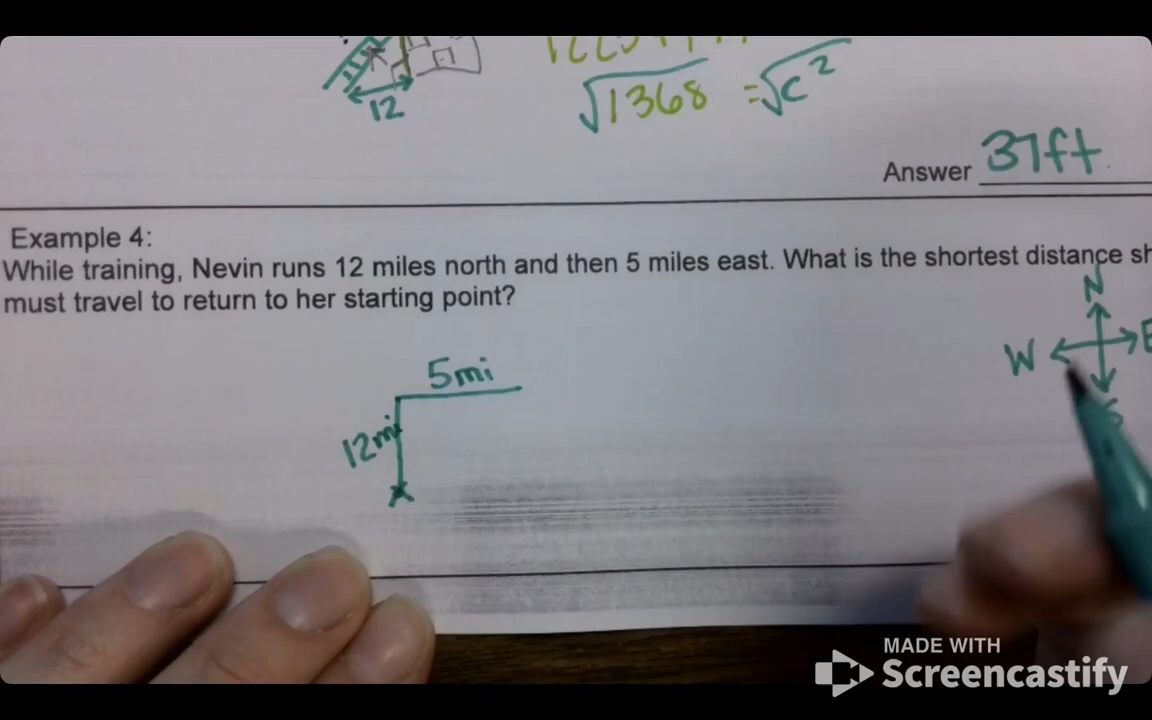 12
√1368 = √c²
Answer 37ft
Example 4:
While training, Nevin runs 12 miles north and then 5 miles east. What is the shortest distance
must travel to return to her starting point?
N
W
5mi
12mi
MADE WITH
Screencastify